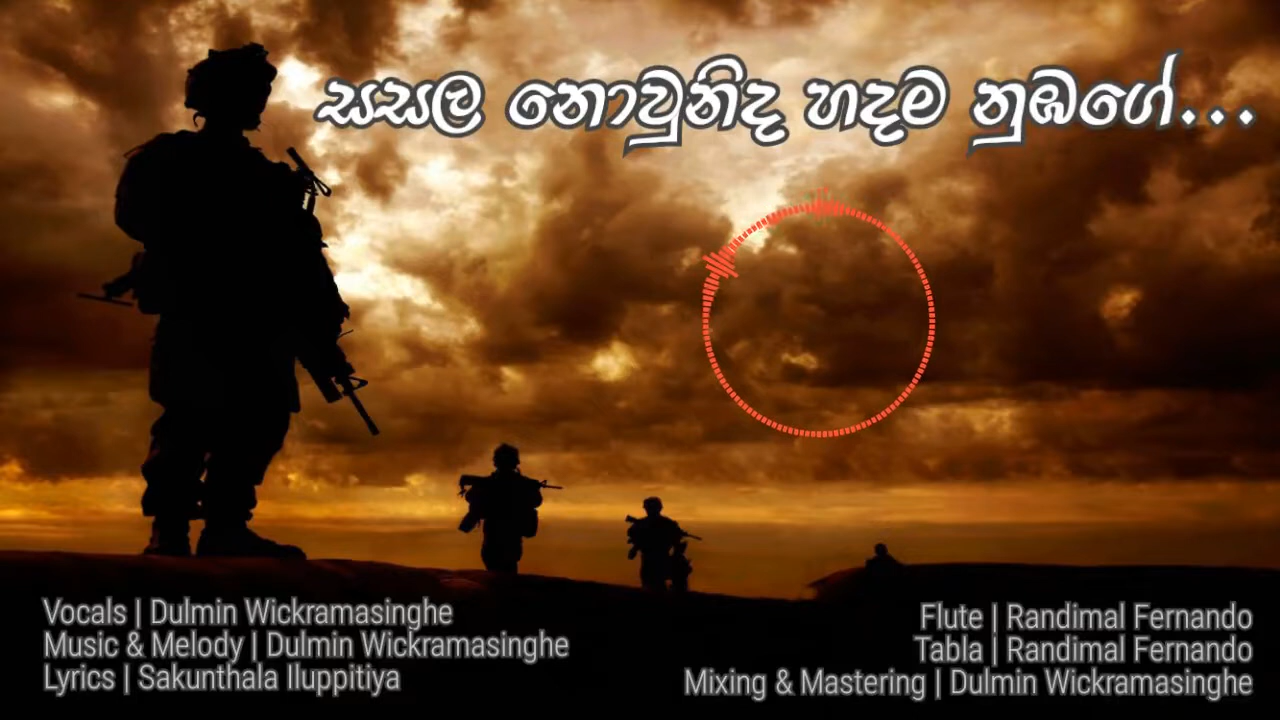 සසල නොවුනිද හදම නුඹගේ...
Vocals | Dulmin Wickramasinghe
Music & Melody | Dulmin Wickramasinghe
Lyrics | Sakunthala Iluppitiya
Flute | Randimal Fernando
Tabla | Randimal Fernando
Mixing & Mastering | Dulmin Wickramasinghe